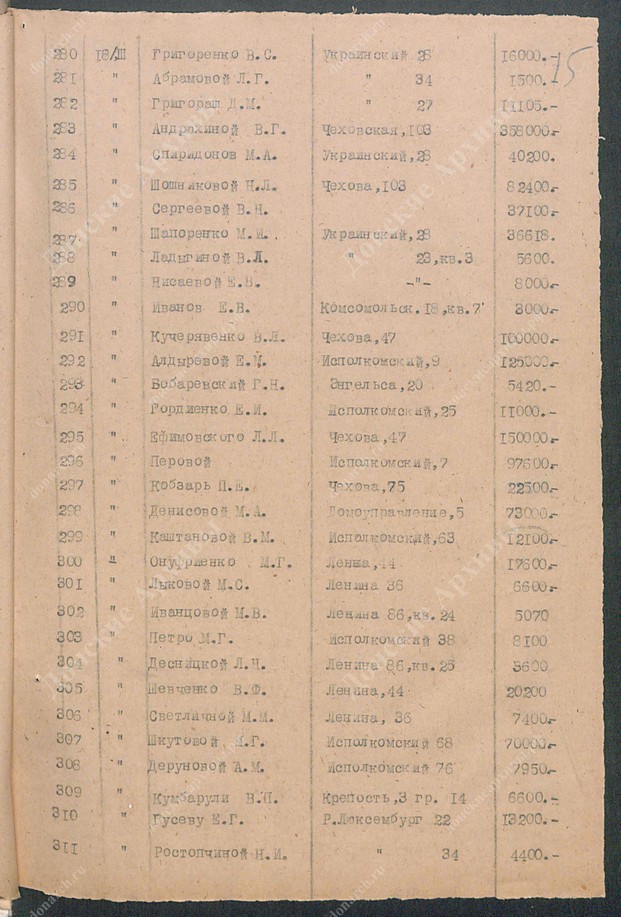 15
280 18/Ш Григоренко В.С. Украинский 28 16000.-
281 " Абрамовой Л.Г. " 34 1500.-
282 " Григораш Д.М. " 27 14105.-
283 " Андрюхиной В.Г. Чеховская,103 358000.-
284 " Спиридонов М.А. Украинский,28 40200.
285 " Шошниковой Н.Л. Чехова,103 82400.-
286 " Сергеевой В.Н. 37100.-
287 " Шапоренко М.И. Украинский,28 36618.
288 " Ладыгиной В.Л. " 23,кв.3 5600.
289 " Нисаевой Е.В. -"- 8000.-
290 " Иванов Е.В. Комсомольск.18,кв.7 3000.-
291 " Кучерявенко В.Я. Чехова,47 100000.-
292 " Алдыревой Е.М. Исполкомский,9 125000.-
293 " Бобаревский Г.Н. Энгельса,20 5420.-
294 " Гордиенко Е.И. Исполкомский,25 11000.-
295 " Ефимовского Л.Л. Чехова,47 150000.-
296 " Перовой Исполкомский,7 97600.-
297 " Кобзарь П.Е. Чехова,75 22500.-
298 " Денисовой М.А. Домоуправление,5 73000.-
299 " Каштановой В.М. Исполкомский,63 12100.-
300 " Онуфриенко М.Г. Ленина,44 17600.-
301 " Лыковой М.С. Ленина 36 6600.-
302 " Иванцовой М.В. Ленина 86,кв.24 5070
303 " Петро М.Г. Исполкомский 38 8100
304 " Десницкой Л.Н. Ленина 86,кв.25 3600
305 " Шевченко В.Ф. Ленина,44 20200
306 " Светличной М.М. Ленина, 36 7400.-
307 " Шкутовой М.Г. Исполкомский 68 70000.-
308 " Деруновой А.М. Исполкомский 76 7950.-
309 " Кумбарули В.П. Крепость,3 гр. 14 6600.-
310 " Гусеву Е.Г. Р.Люксембург 22 13200.-
311 " Ростопчиной Н.И. " 34 4400.-